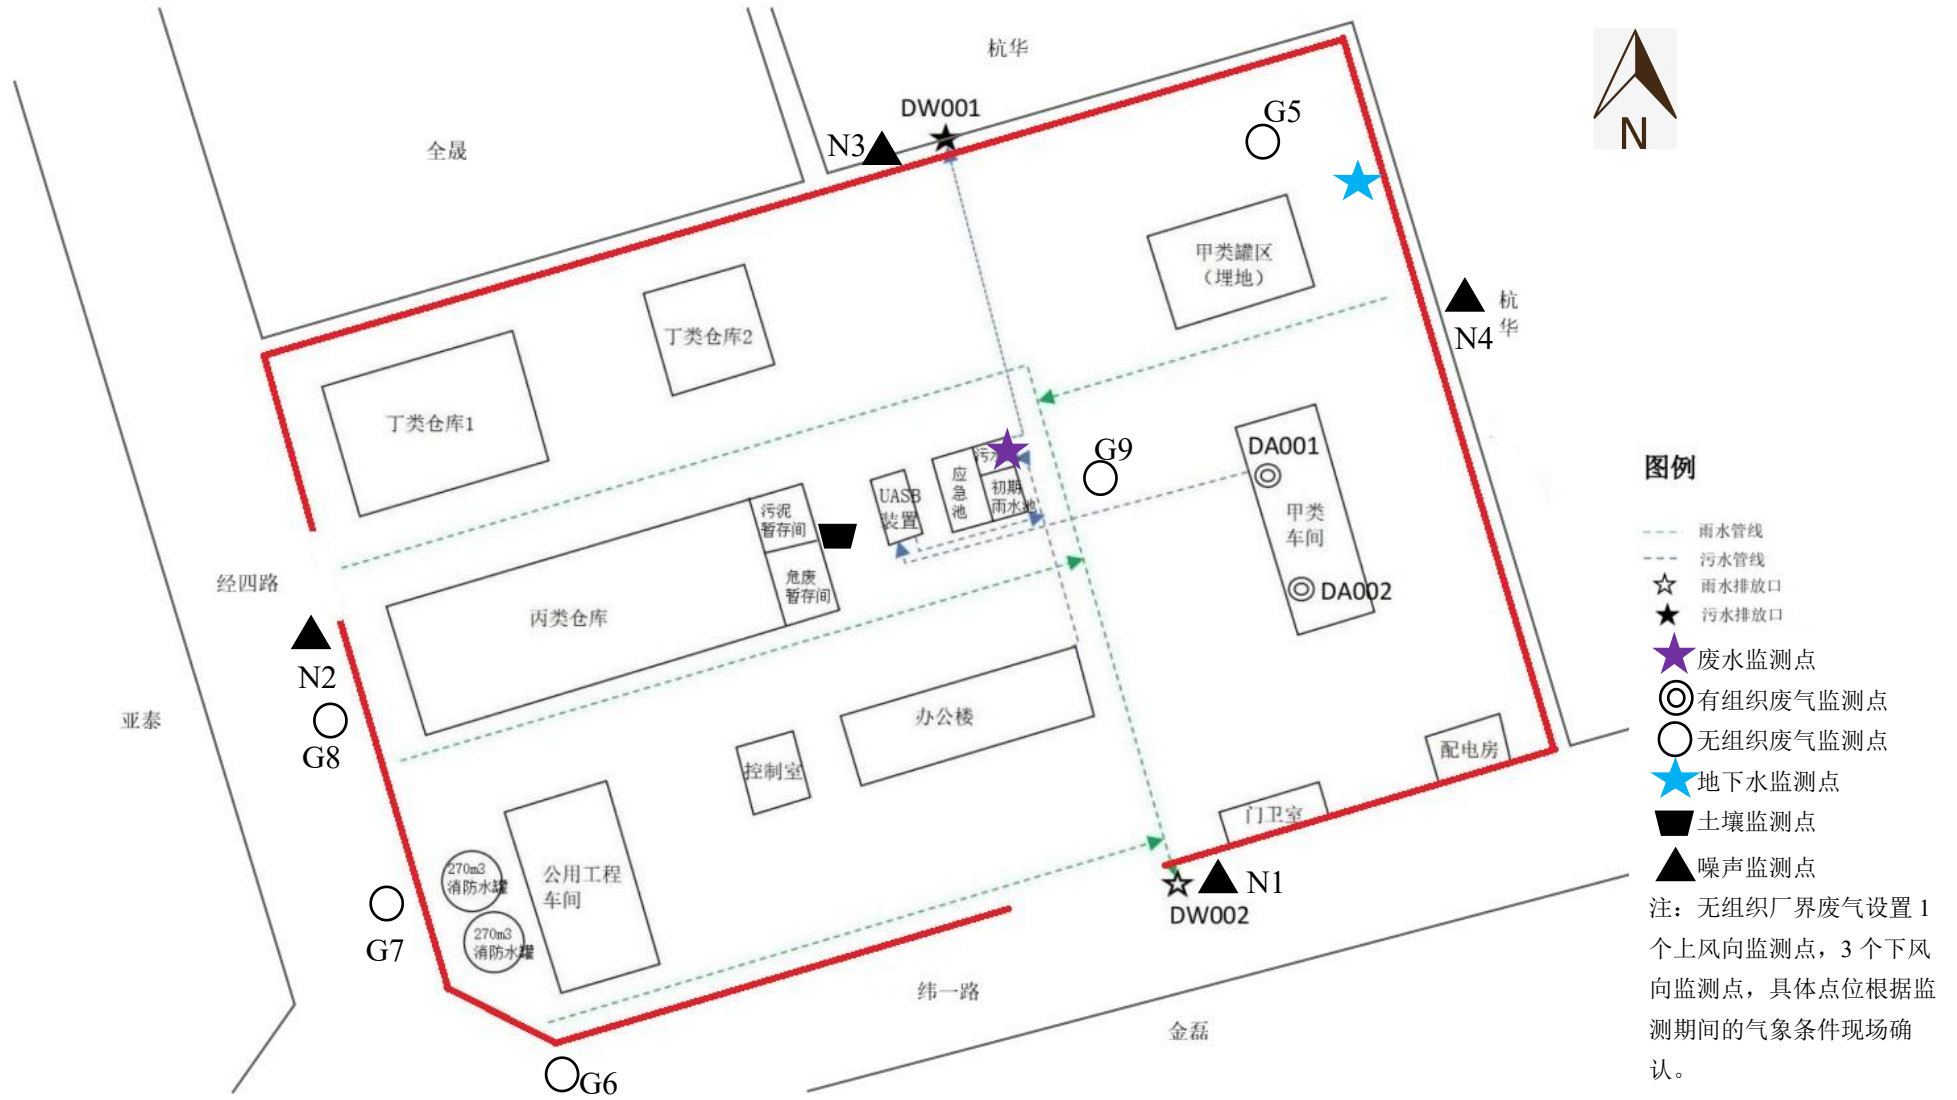 杭华
N
全晟
DW001
N3
G5
甲类罐区
（埋地）
杭
华
N4
丁类仓库2
丁类仓库1
DA001
G9
污水
应
急
池
初期
雨水池
UASB
装置
污泥
暂存间
危废
暂存间
甲类
车间
DA002
经四路
丙类仓库
N2
G8
亚泰
办公楼
控制室
配电房
门卫室
270m3
消防水罐
270m3
消防水罐
公用工程
车间
G7
N1
DW002
纬一路
金磊
G6
图例
雨水管线
污水管线
雨水排放口
污水排放口
废水监测点
有组织废气监测点
无组织废气监测点
地下水监测点
土壤监测点
噪声监测点
注：无组织厂界废气设置 1
个上风向监测点，3 个下风
向监测点，具体点位根据监
测期间的气象条件现场确
认。